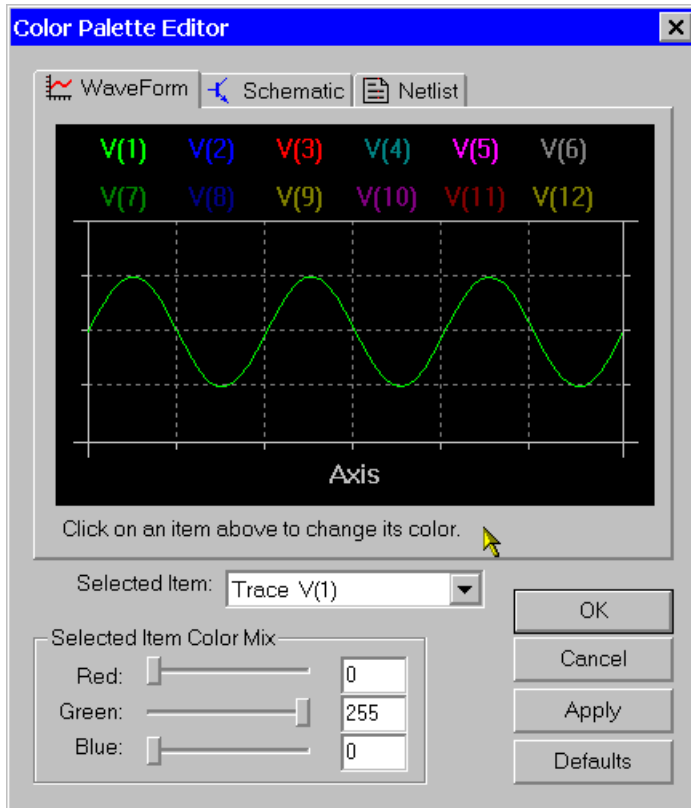 Color Palette Editor
WaveForm Schematic Netlist
V(1) V(2) V(3) V(4) V(5) V(6)
V(7) V(8) V(9) V(10) V(11) V(12)
Axis
Click on an item above to change its color.
Selected Item: Trace V(1)
Selected Item Color Mix
Red: 0
Green: 255
Blue: 0
OK
Cancel
Apply
Defaults